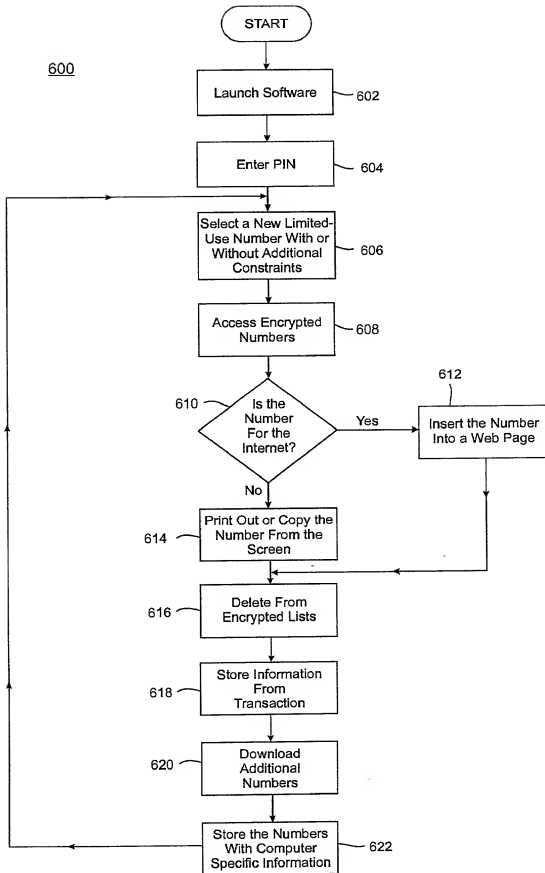 START
600
Launch Software
602
Enter PIN
604
Select a New Limited-
Use Number With or
Without Additional
Constraints
606
Access Encrypted
Numbers
608
610
Is the
Number
For the
Internet?
Yes
612
Insert the Number
Into a Web Page
No
614
Print Out or Copy the
Number From the
Screen
616
Delete From
Encrypted Lists
618
Store Information
From
Transaction
620
Download
Additional
Numbers
Store the Numbers
With Computer
Specific Information
622